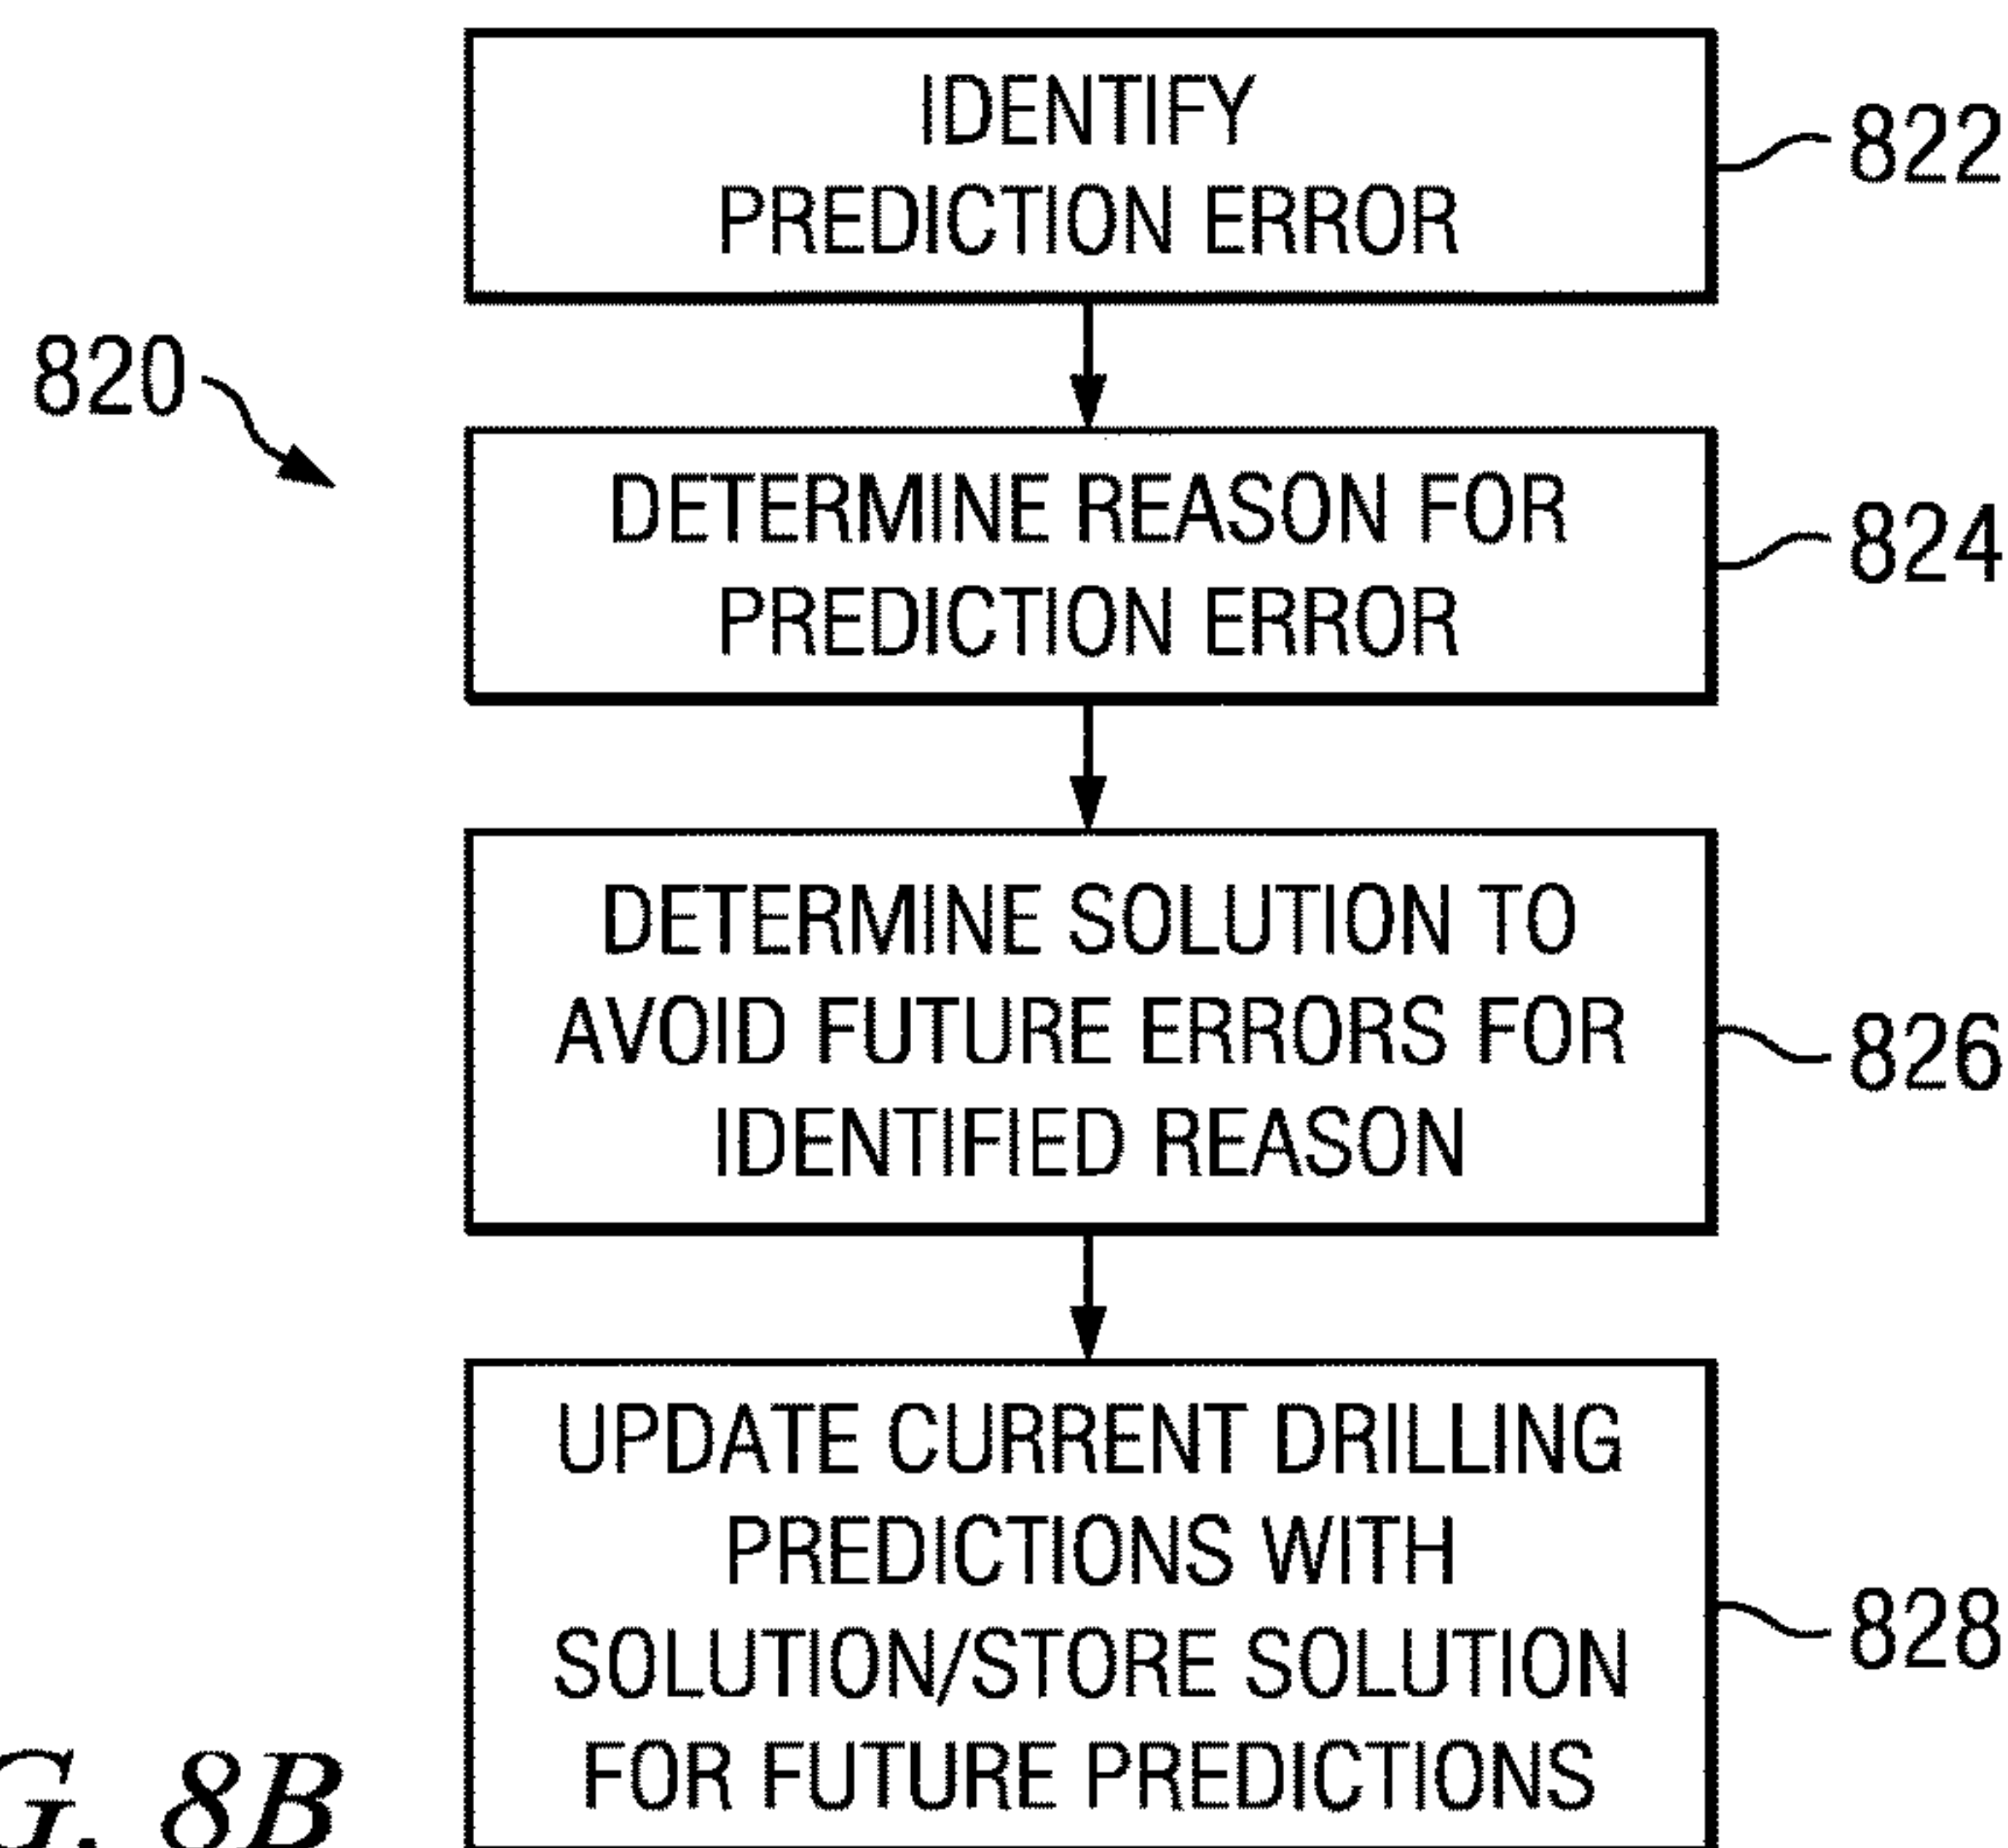 IDENTIFY
PREDICTION ERROR
822
820
DETERMINE REASON FOR
PREDICTION ERROR
824
DETERMINE SOLUTION TO
AVOID FUTURE ERRORS FOR
IDENTIFIED REASON
826
UPDATE CURRENT DRILLING
PREDICTIONS WITH
SOLUTION/STORE SOLUTION
FOR FUTURE PREDICTIONS
828
G. 8B